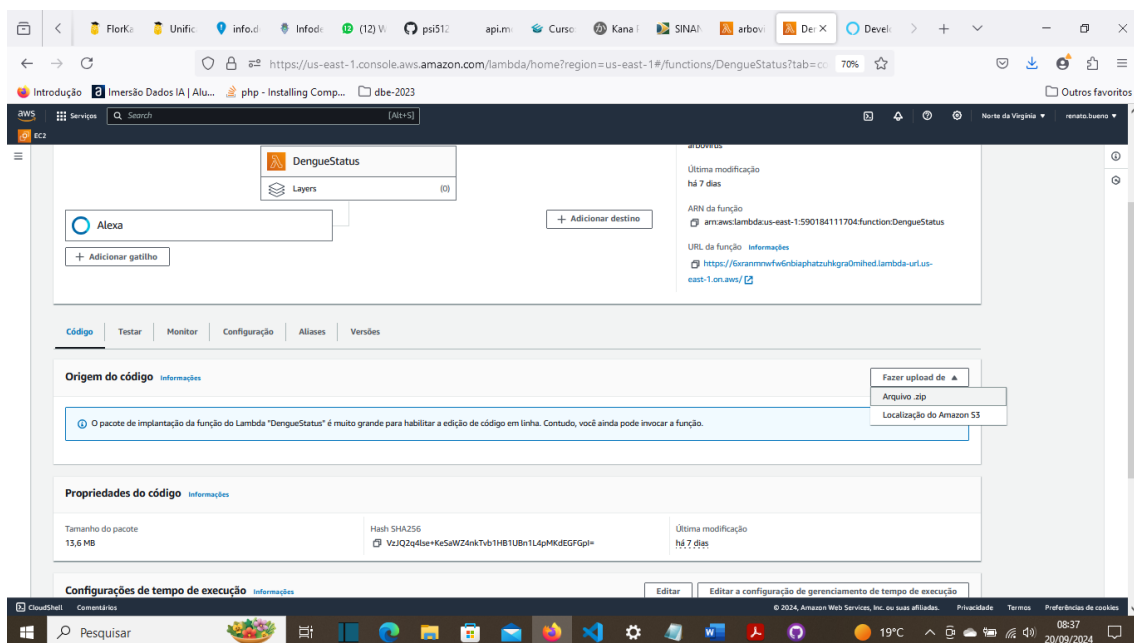 FlorKa
Unific
info.d
Infode
(12) W
psi512
api.m
Curso
Kana
SINAN
arbovi
Der
Devel
https://us-east-1.console.aws.amazon.com/lambda/home?region=us-east-1#/functions/DengueStatus?tab=co
70%
Introdução
Imersão Dados IA | Alu...
php - Installing Comp...
dbe-2023
Outros favoritos
aws
Serviços
Search
[Alt+S]
Norte da Virgínia
renato.bueno
EC2
DengueStatus
Layers
(0)
Alexa
+ Adicionar gatilho
+ Adicionar destino
arbovirus
Última modificação
há 7 dias
ARN da função
arn:aws:lambda:us-east-1:590184111704:function:DengueStatus
URL da função Informações
https://6xranmnwfw6nbiaphatzuhkgra0mihed.lambda-url.us-
east-1.on.aws/
Código
Testar
Monitor
Configuração
Aliases
Versões
Origem do código Informações
Fazer upload de
Arquivo .zip
Localização do Amazon S3
O pacote de implantação da função do Lambda "DengueStatus" é muito grande para habilitar a edição de código em linha. Contudo, você ainda pode invocar a função.
Propriedades do código Informações
Tamanho do pacote
13,6 MB
Hash SHA256
VzJQ2q4lse+KeSaWZ4nkTvb1HB1UBn1L4pMKdEGFGpI=
Última modificação
há 7 dias
Configurações de tempo de execução Informações
Editar
Editar a configuração de gerenciamento de tempo de execução
CloudShell
Comentários
© 2024, Amazon Web Services, Inc. ou suas afiliadas.
Privacidade
Termos
Preferências de cookies
Pesquisar
19°C
08:37
20/09/2024